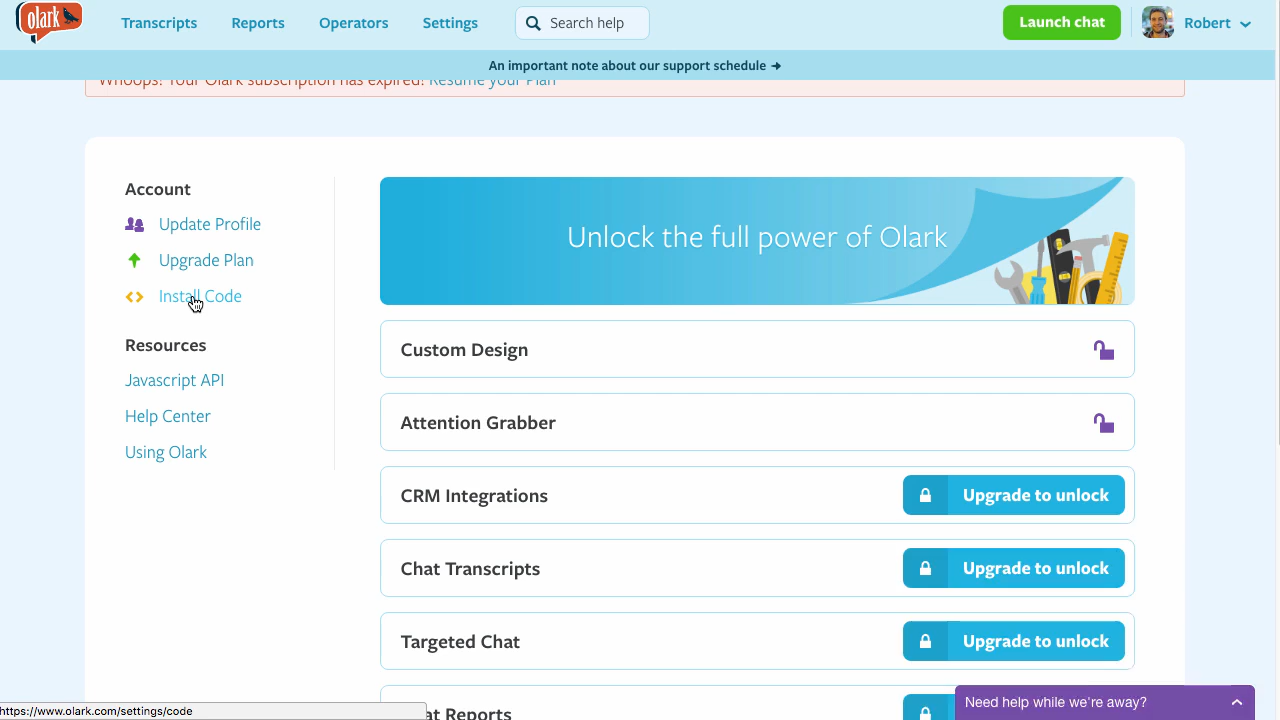 olark
Transcripts
Reports
Operators
Settings
Search help
Launch chat
Robert
An important note about our support schedule ➔
Whoops! Your Olark subscription has expired! Resume your Plan
Account
Update Profile
Upgrade Plan
Install Code
Resources
Javascript API
Help Center
Using Olark
Unlock the full power of Olark
Custom Design
Attention Grabber
CRM Integrations
Upgrade to unlock
Chat Transcripts
Upgrade to unlock
Targeted Chat
Upgrade to unlock
at Reports
Need help while we're away?
https://www.olark.com/settings/code